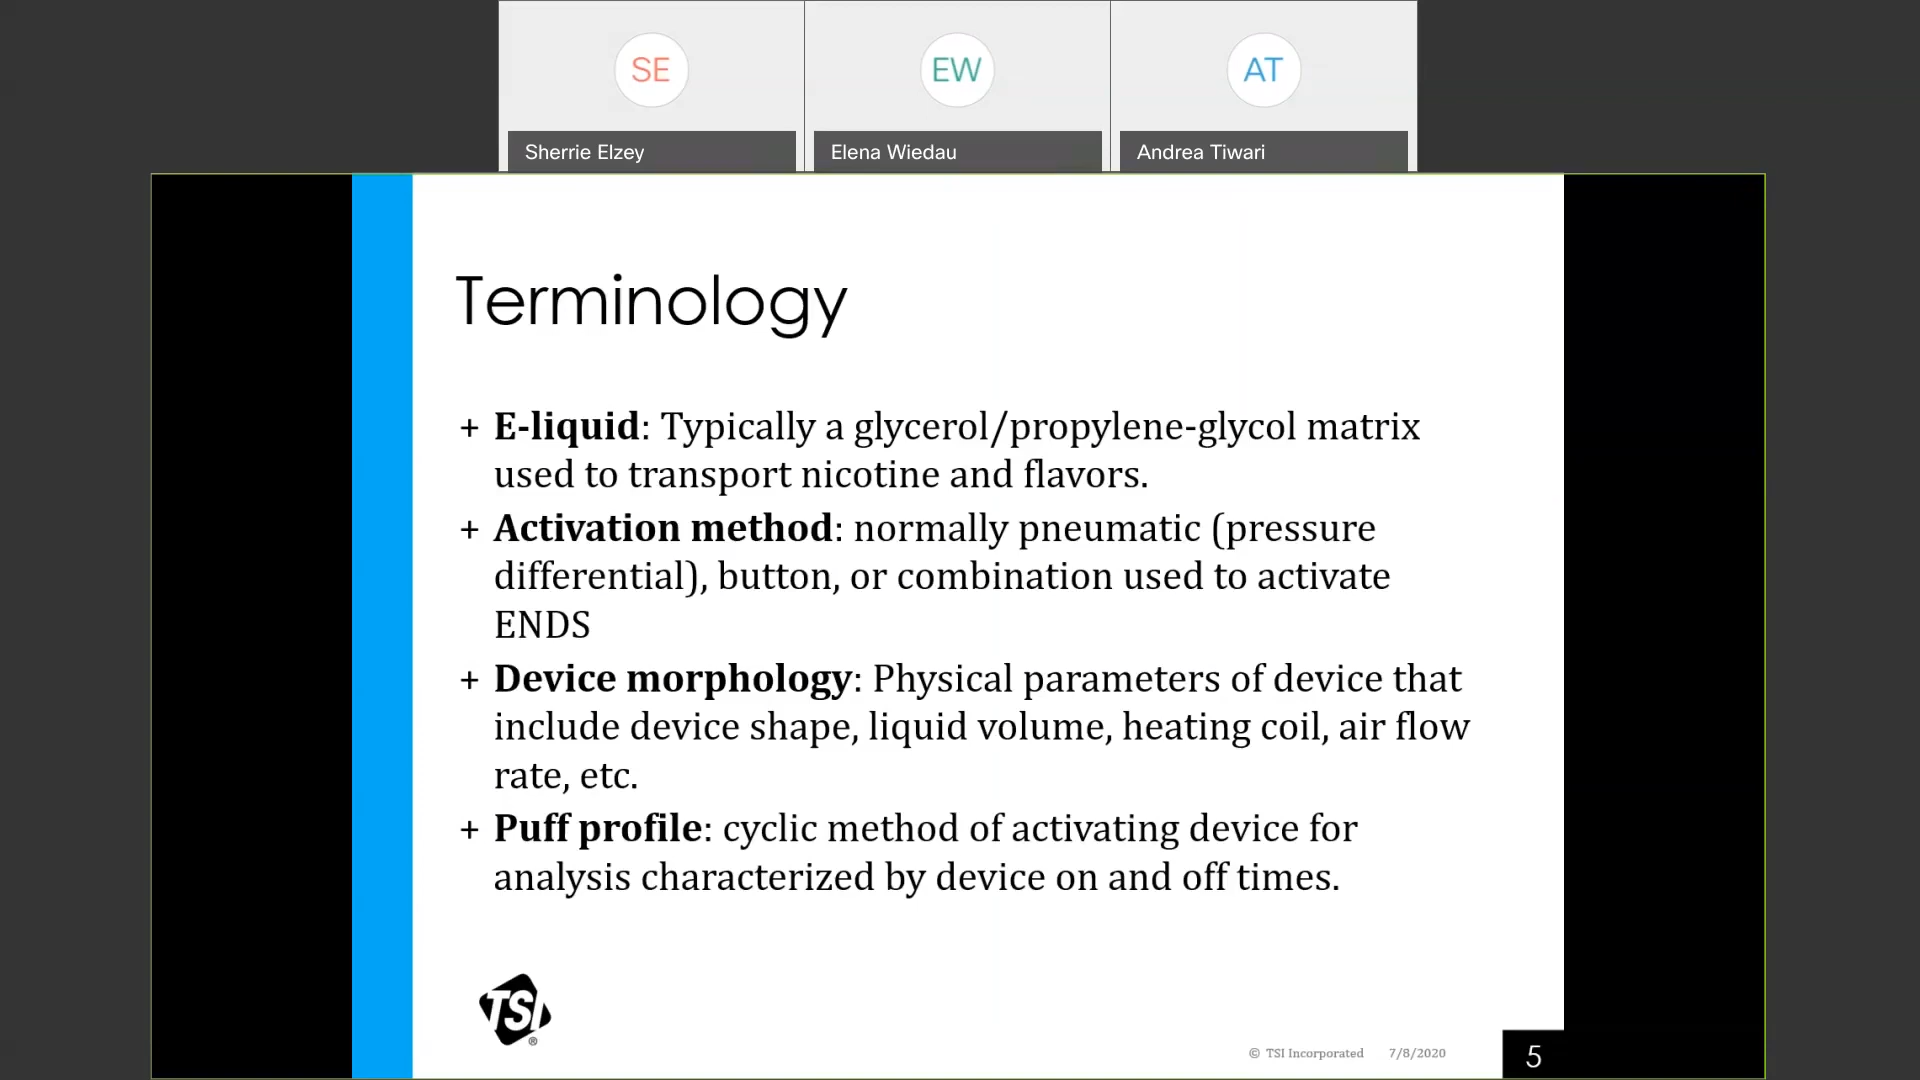 SE
EW
AT
Sherrie Elzey
Elena Wiedau
Andrea Tiwari
Terminology
+ E-liquid: Typically a glycerol/propylene-glycol matrix
used to transport nicotine and flavors.
+ Activation method: normally pneumatic (pressure
differential), button, or combination used to activate
ENDS
+ Device morphology: Physical parameters of device that
include device shape, liquid volume, heating coil, air flow
rate, etc.
+ Puff profile: cyclic method of activating device for
analysis characterized by device on and off times.
TSI ®
© TSI Incorporated 7/8/2020
5